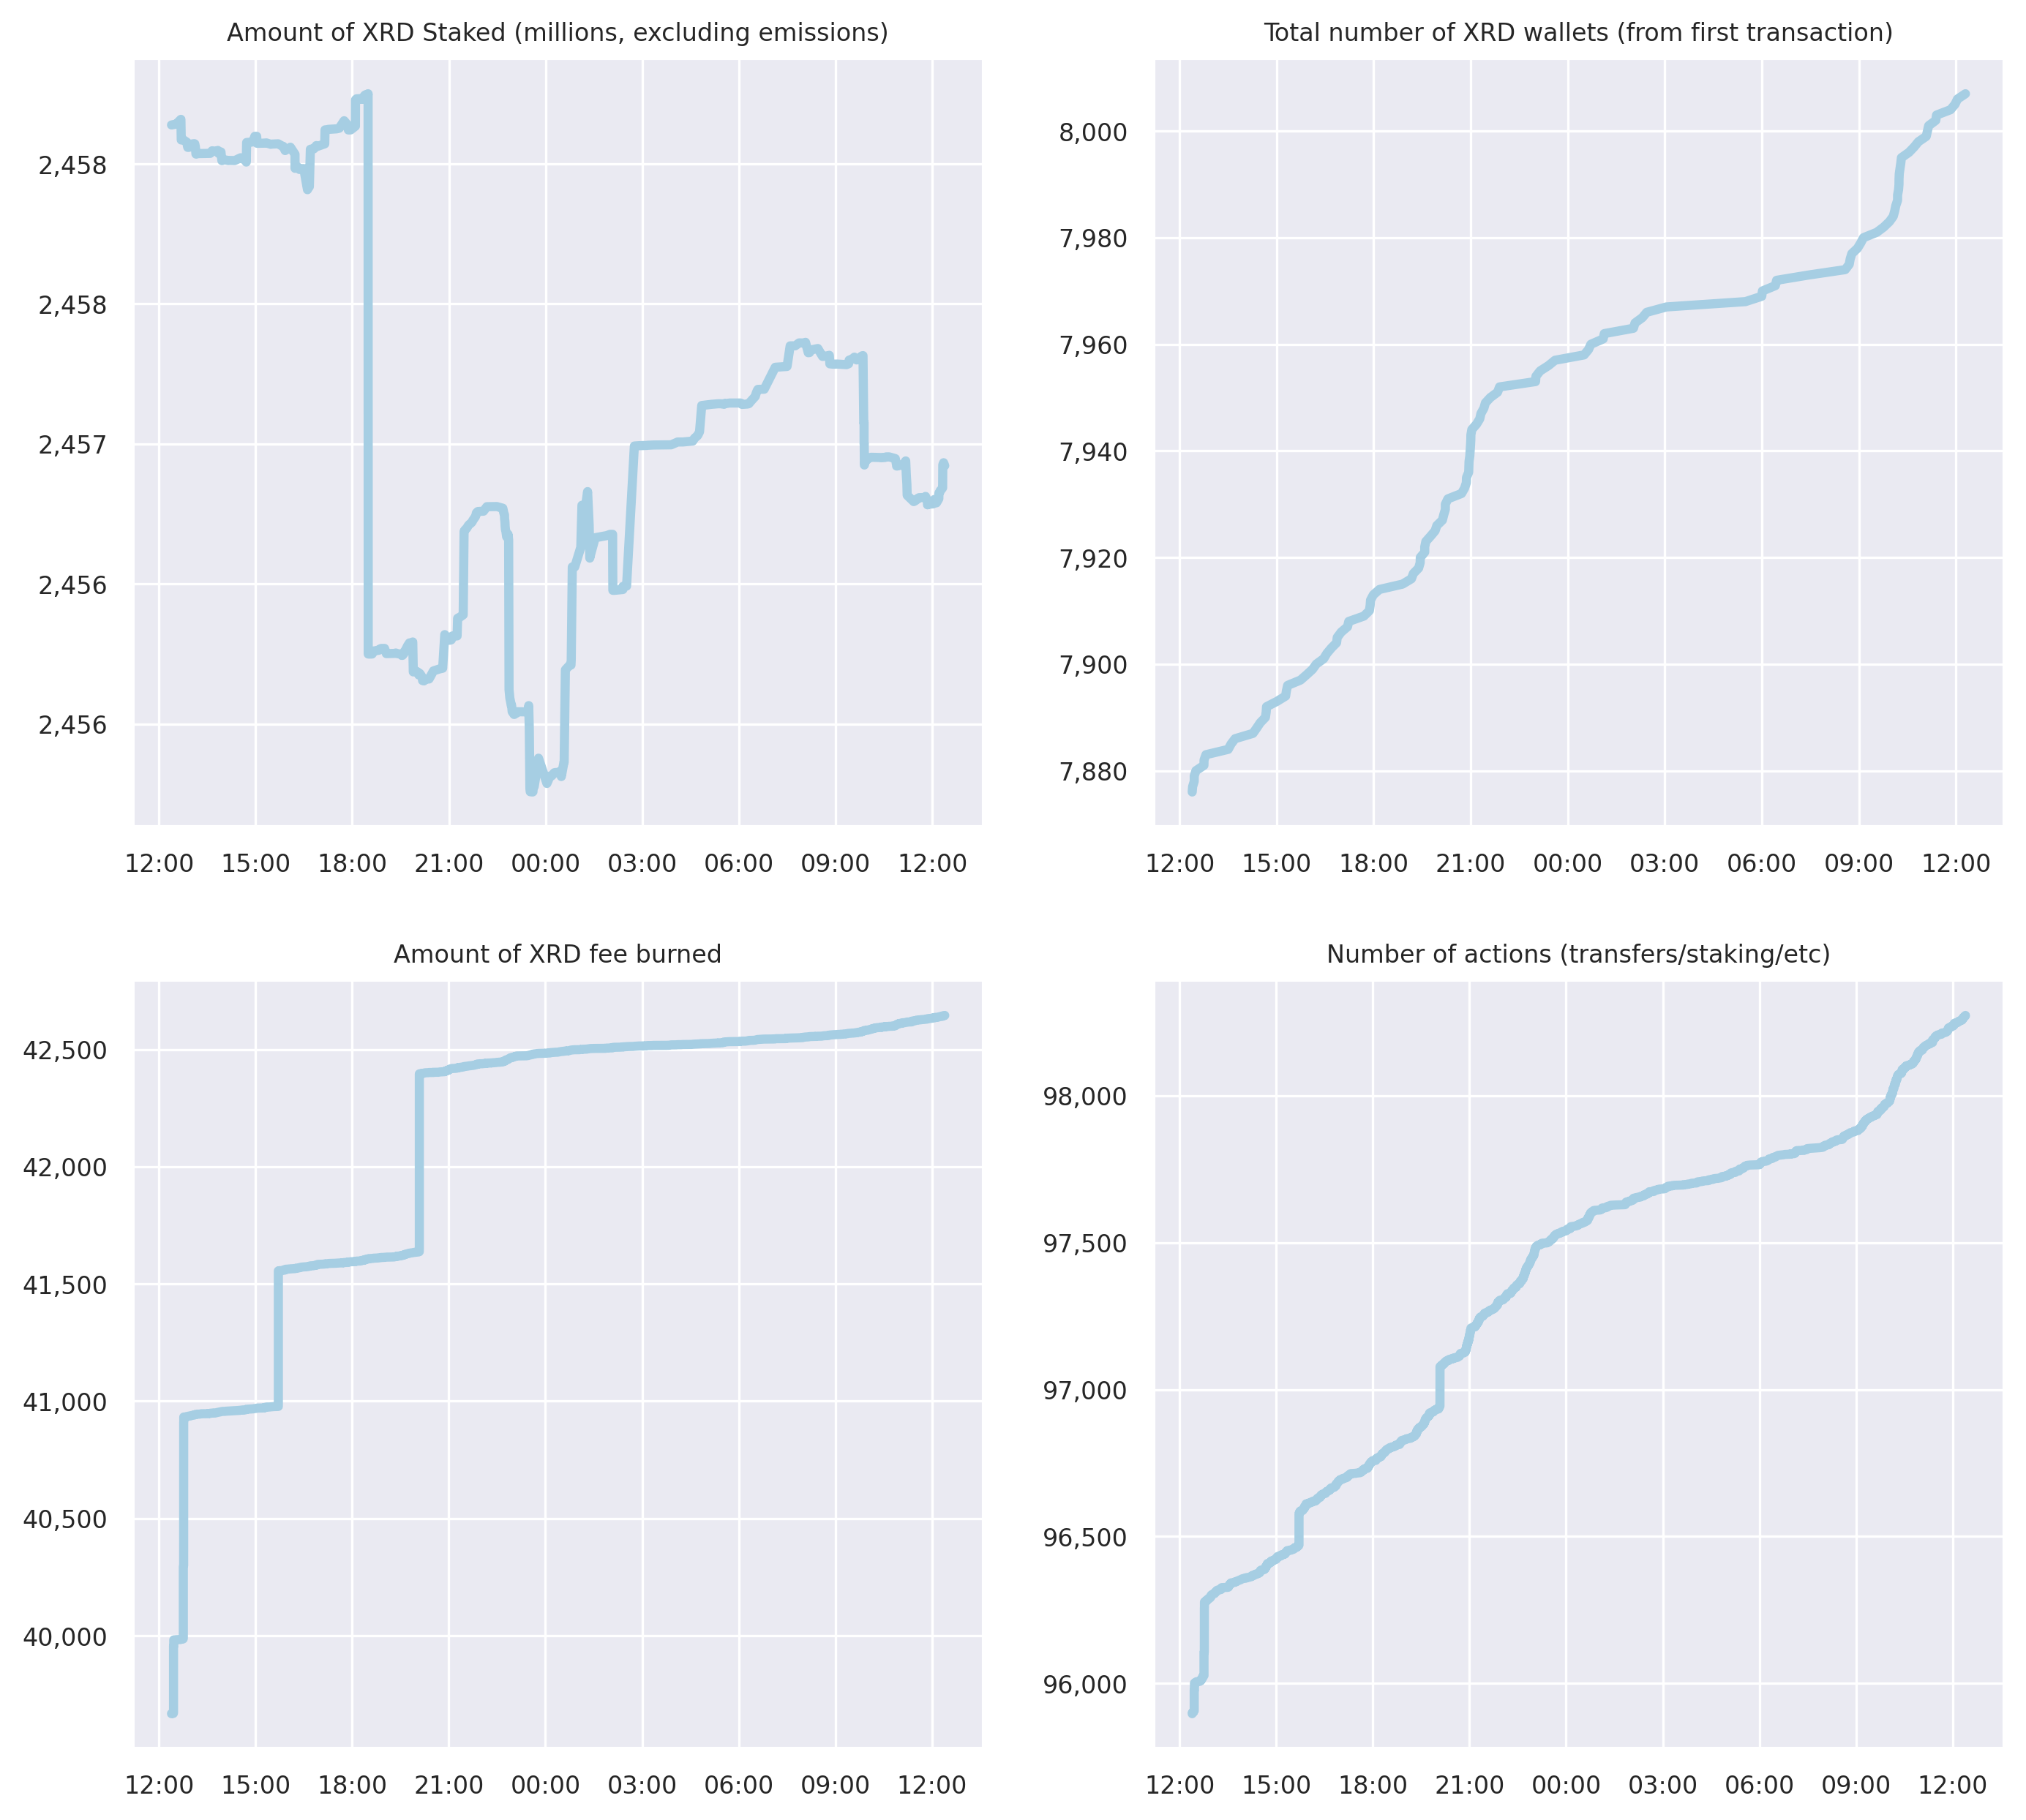 Amount of XRD Staked (millions, excluding emissions)
2,458
2,458
2,457
2,456
2,456
12:00 15:00 18:00 21:00 00:00 03:00 06:00 09:00 12:00
Total number of XRD wallets (from first transaction)
8,000
7,980
7,960
7,940
7,920
7,900
7,880
12:00 15:00 18:00 21:00 00:00 03:00 06:00 09:00 12:00
Amount of XRD fee burned
42,500
42,000
41,500
41,000
40,500
40,000
12:00 15:00 18:00 21:00 00:00 03:00 06:00 09:00 12:00
Number of actions (transfers/staking/etc)
98,000
97,500
97,000
96,500
96,000
12:00 15:00 18:00 21:00 00:00 03:00 06:00 09:00 12:00